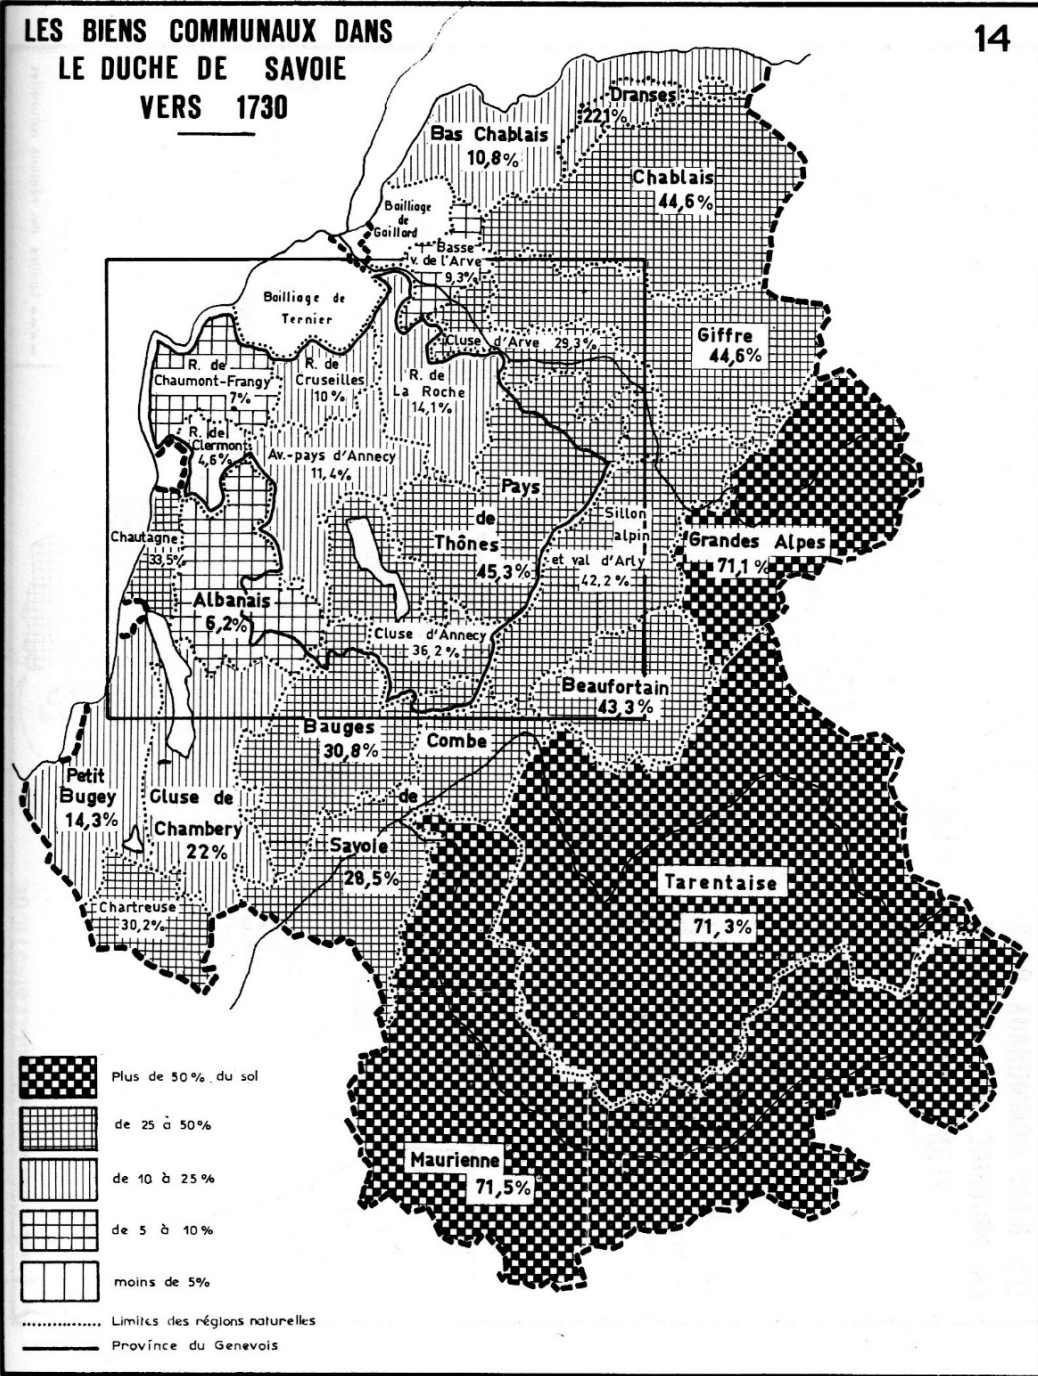 LES BIENS COMMUNAUX DANS
LE DUCHE DE SAVOIE
VERS 1730
14
Dranses
22,1%
Bas Chablais
10,8%
Chablais
44,6%
Bailliage
de
Gaillard
Basse
v. de l'Arve
9,3%
Bailliage de
Ternier
Cluse d'Arve 29,3%
Giffre
44,6%
R. de
Chaumont-Frangy
7%
R. de
Cruseilles
10%
R. de
La Roche
14,1%
R. de
Clermont
4,6%
Av.-pays d'Annecy
11,4%
Pays
de
Thônes
45,3%
Sillon
alpin
et val d'Arly
42,2%
Grandes Alpes
71,1%
Chautagne
33,5%
Albanais
6,2%
Cluse d'Annecy
36,2%
Beaufortain
43,3%
Bauges
30,8%
Combe
de
Savoie
28,5%
Petit
Bugey
14,3%
Cluse de
Chambery
22%
Chartreuse
30,2%
Tarentaise
71,3%
Maurienne
71,5%
Plus de 50% du sol
de 25 à 50%
de 10 à 25%
de 5 à 10%
moins de 5%
Limites des régions naturelles
Province du Genevois